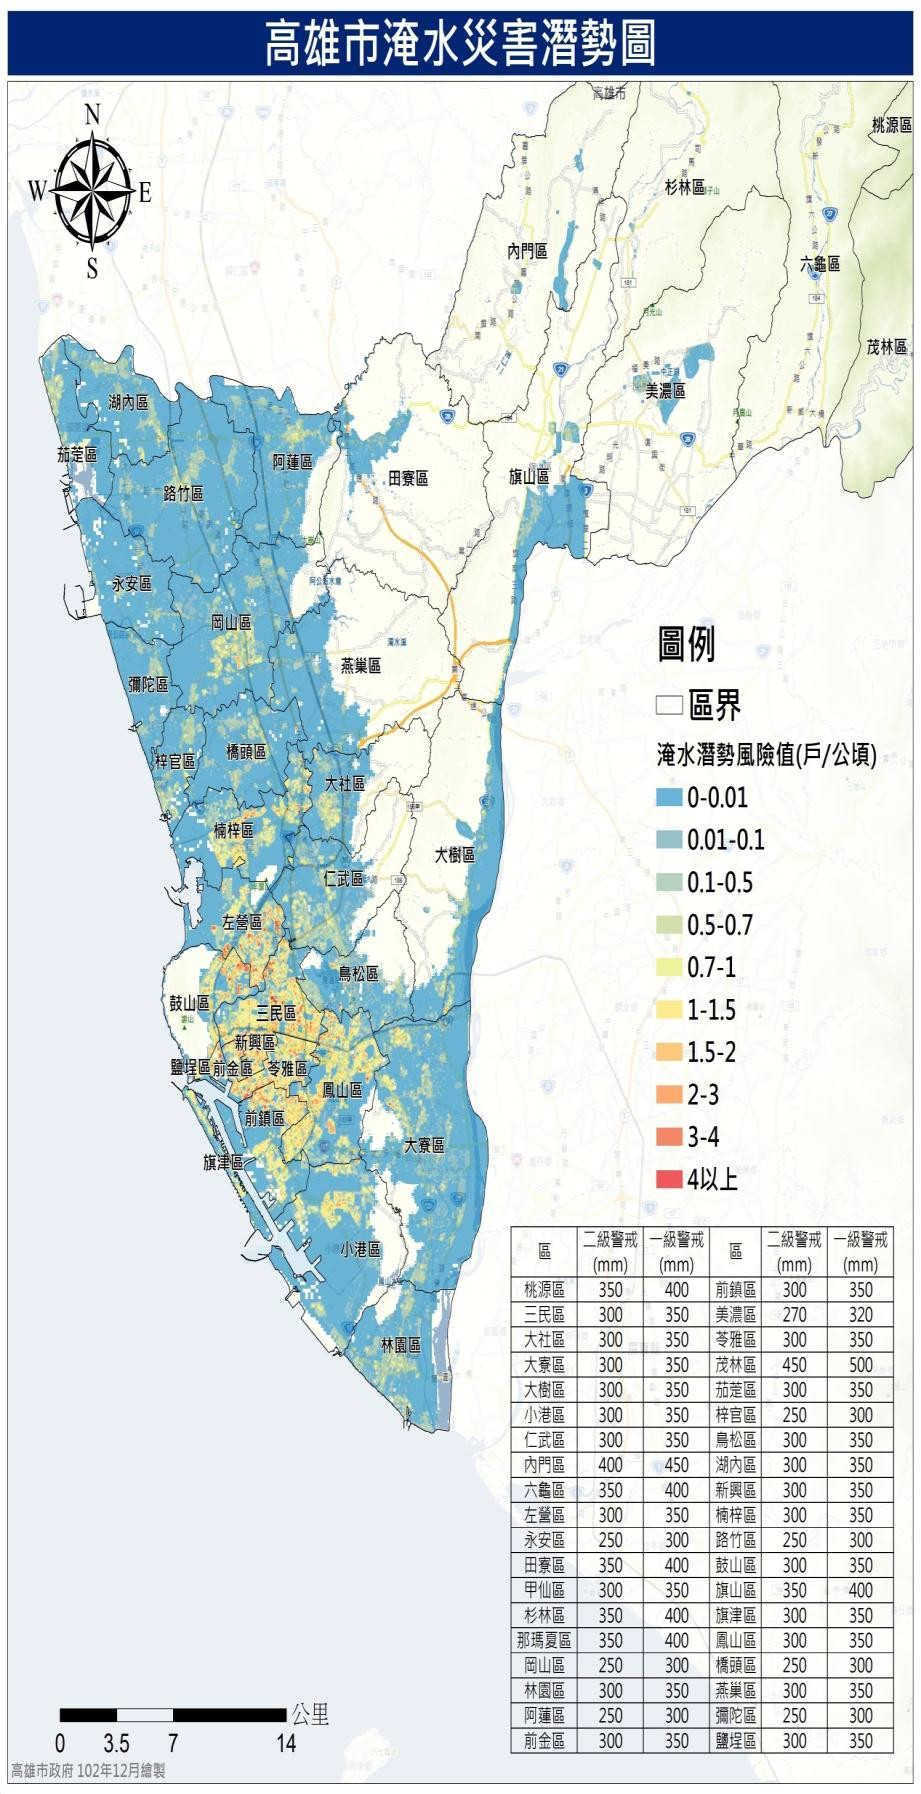 高雄市淹水災害潛勢圖
N
W E
S
高雄市
桃源區
杉林區
內門區
六龜區
茂林區
美濃區
湖內區
茄萣區
阿蓮區
路竹區
田寮區
旗山區
永安區
岡山區
阿公店水庫
燕巢區
彌陀區
梓官區
橋頭區
大社區
楠梓區
大樹區
仁武區
左營區
鳥松區
鼓山區
壽山
三民區
新興區
鹽埕區 前金區 苓雅區
鳳山區
前鎮區
大寮區
旗津區
小港區
林園區
圖例
區界
淹水潛勢風險值(戶/公頃)
0-0.01
0.01-0.1
0.1-0.5
0.5-0.7
0.7-1
1-1.5
1.5-2
2-3
3-4
4以上
區 二級警戒(mm) 一級警戒(mm) 區 二級警戒(mm) 一級警戒(mm)
桃源區 350 400 前鎮區 300 350
三民區 300 350 美濃區 270 320
大社區 300 350 苓雅區 300 350
大寮區 300 350 茂林區 450 500
大樹區 300 350 茄萣區 300 350
小港區 300 350 梓官區 250 300
仁武區 300 350 鳥松區 300 350
內門區 400 450 湖內區 300 350
六龜區 350 400 新興區 300 350
左營區 300 350 楠梓區 300 350
永安區 250 300 路竹區 250 300
田寮區 350 400 鼓山區 300 350
甲仙區 300 350 旗山區 350 400
杉林區 350 400 旗津區 300 350
那瑪夏區 350 400 鳳山區 300 350
岡山區 250 300 橋頭區 250 300
林園區 300 350 燕巢區 300 350
阿蓮區 250 300 彌陀區 250 300
前金區 300 350 鹽埕區 300 350
公里
0 3.5 7 14
高雄市政府 102年12月繪製